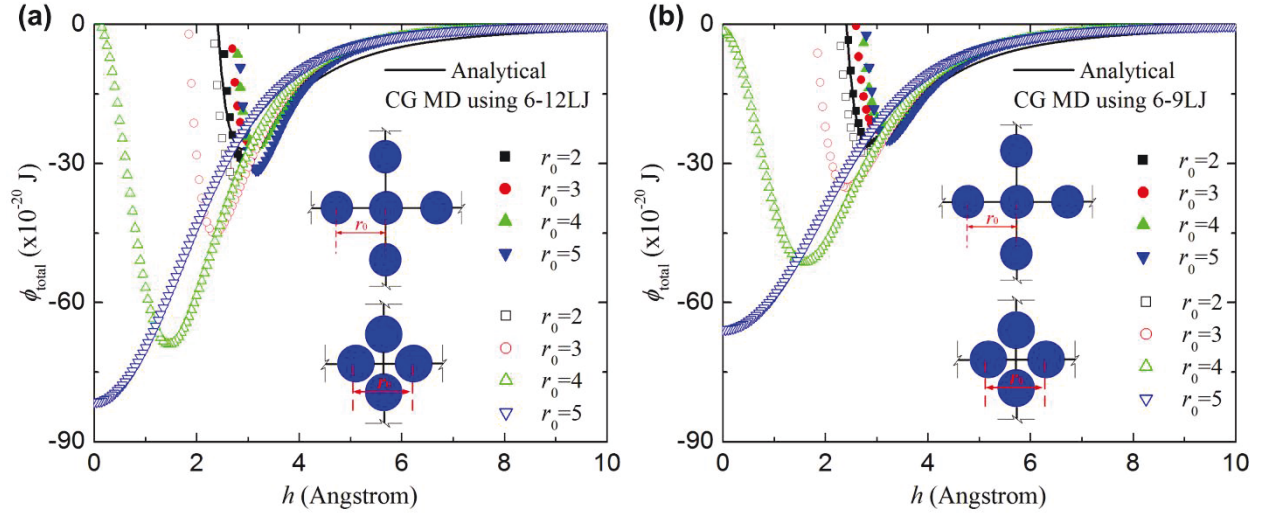 (a)
0
-30
-60
-90
ϕtotal (x10⁻²⁰ J)
Analytical
CG MD using 6-12LJ
r₀=2
r₀=3
r₀=4
r₀=5
r₀=2
r₀=3
r₀=4
r₀=5
r₀
r₀
0 2 4 6 8 10
h (Angstrom)
(b)
0
-30
-60
-90
ϕtotal (x10⁻²⁰ J)
Analytical
CG MD using 6-9LJ
r₀=2
r₀=3
r₀=4
r₀=5
r₀=2
r₀=3
r₀=4
r₀=5
r₀
0 2 4 6 8 10
h (Angstrom)